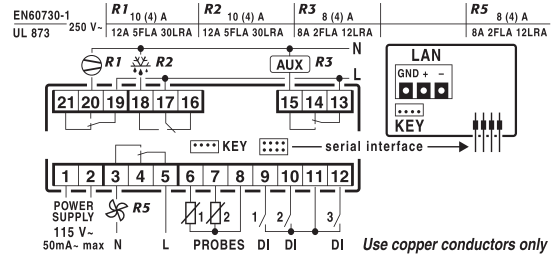 EN60730-1
UL 873
250 V~
R1 10 (4) A
12A 5FLA 30LRA
R2 10 (4) A
12A 5FLA 30LRA
R3 8 (4) A
8A 2FLA 12LRA
R5 8 (4) A
8A 2FLA 12LRA
N
R1 R2 AUX R3
L
21 20 19 18 17 16 15 14 13
LAN
GND + -
KEY
KEY serial interface
1 2 3 4 5 6 7 8 9 10 11 12
POWER SUPPLY
115 V~
50mA~ max
R5
N L
1 2
PROBES
1 2 3
DI DI DI
Use copper conductors only